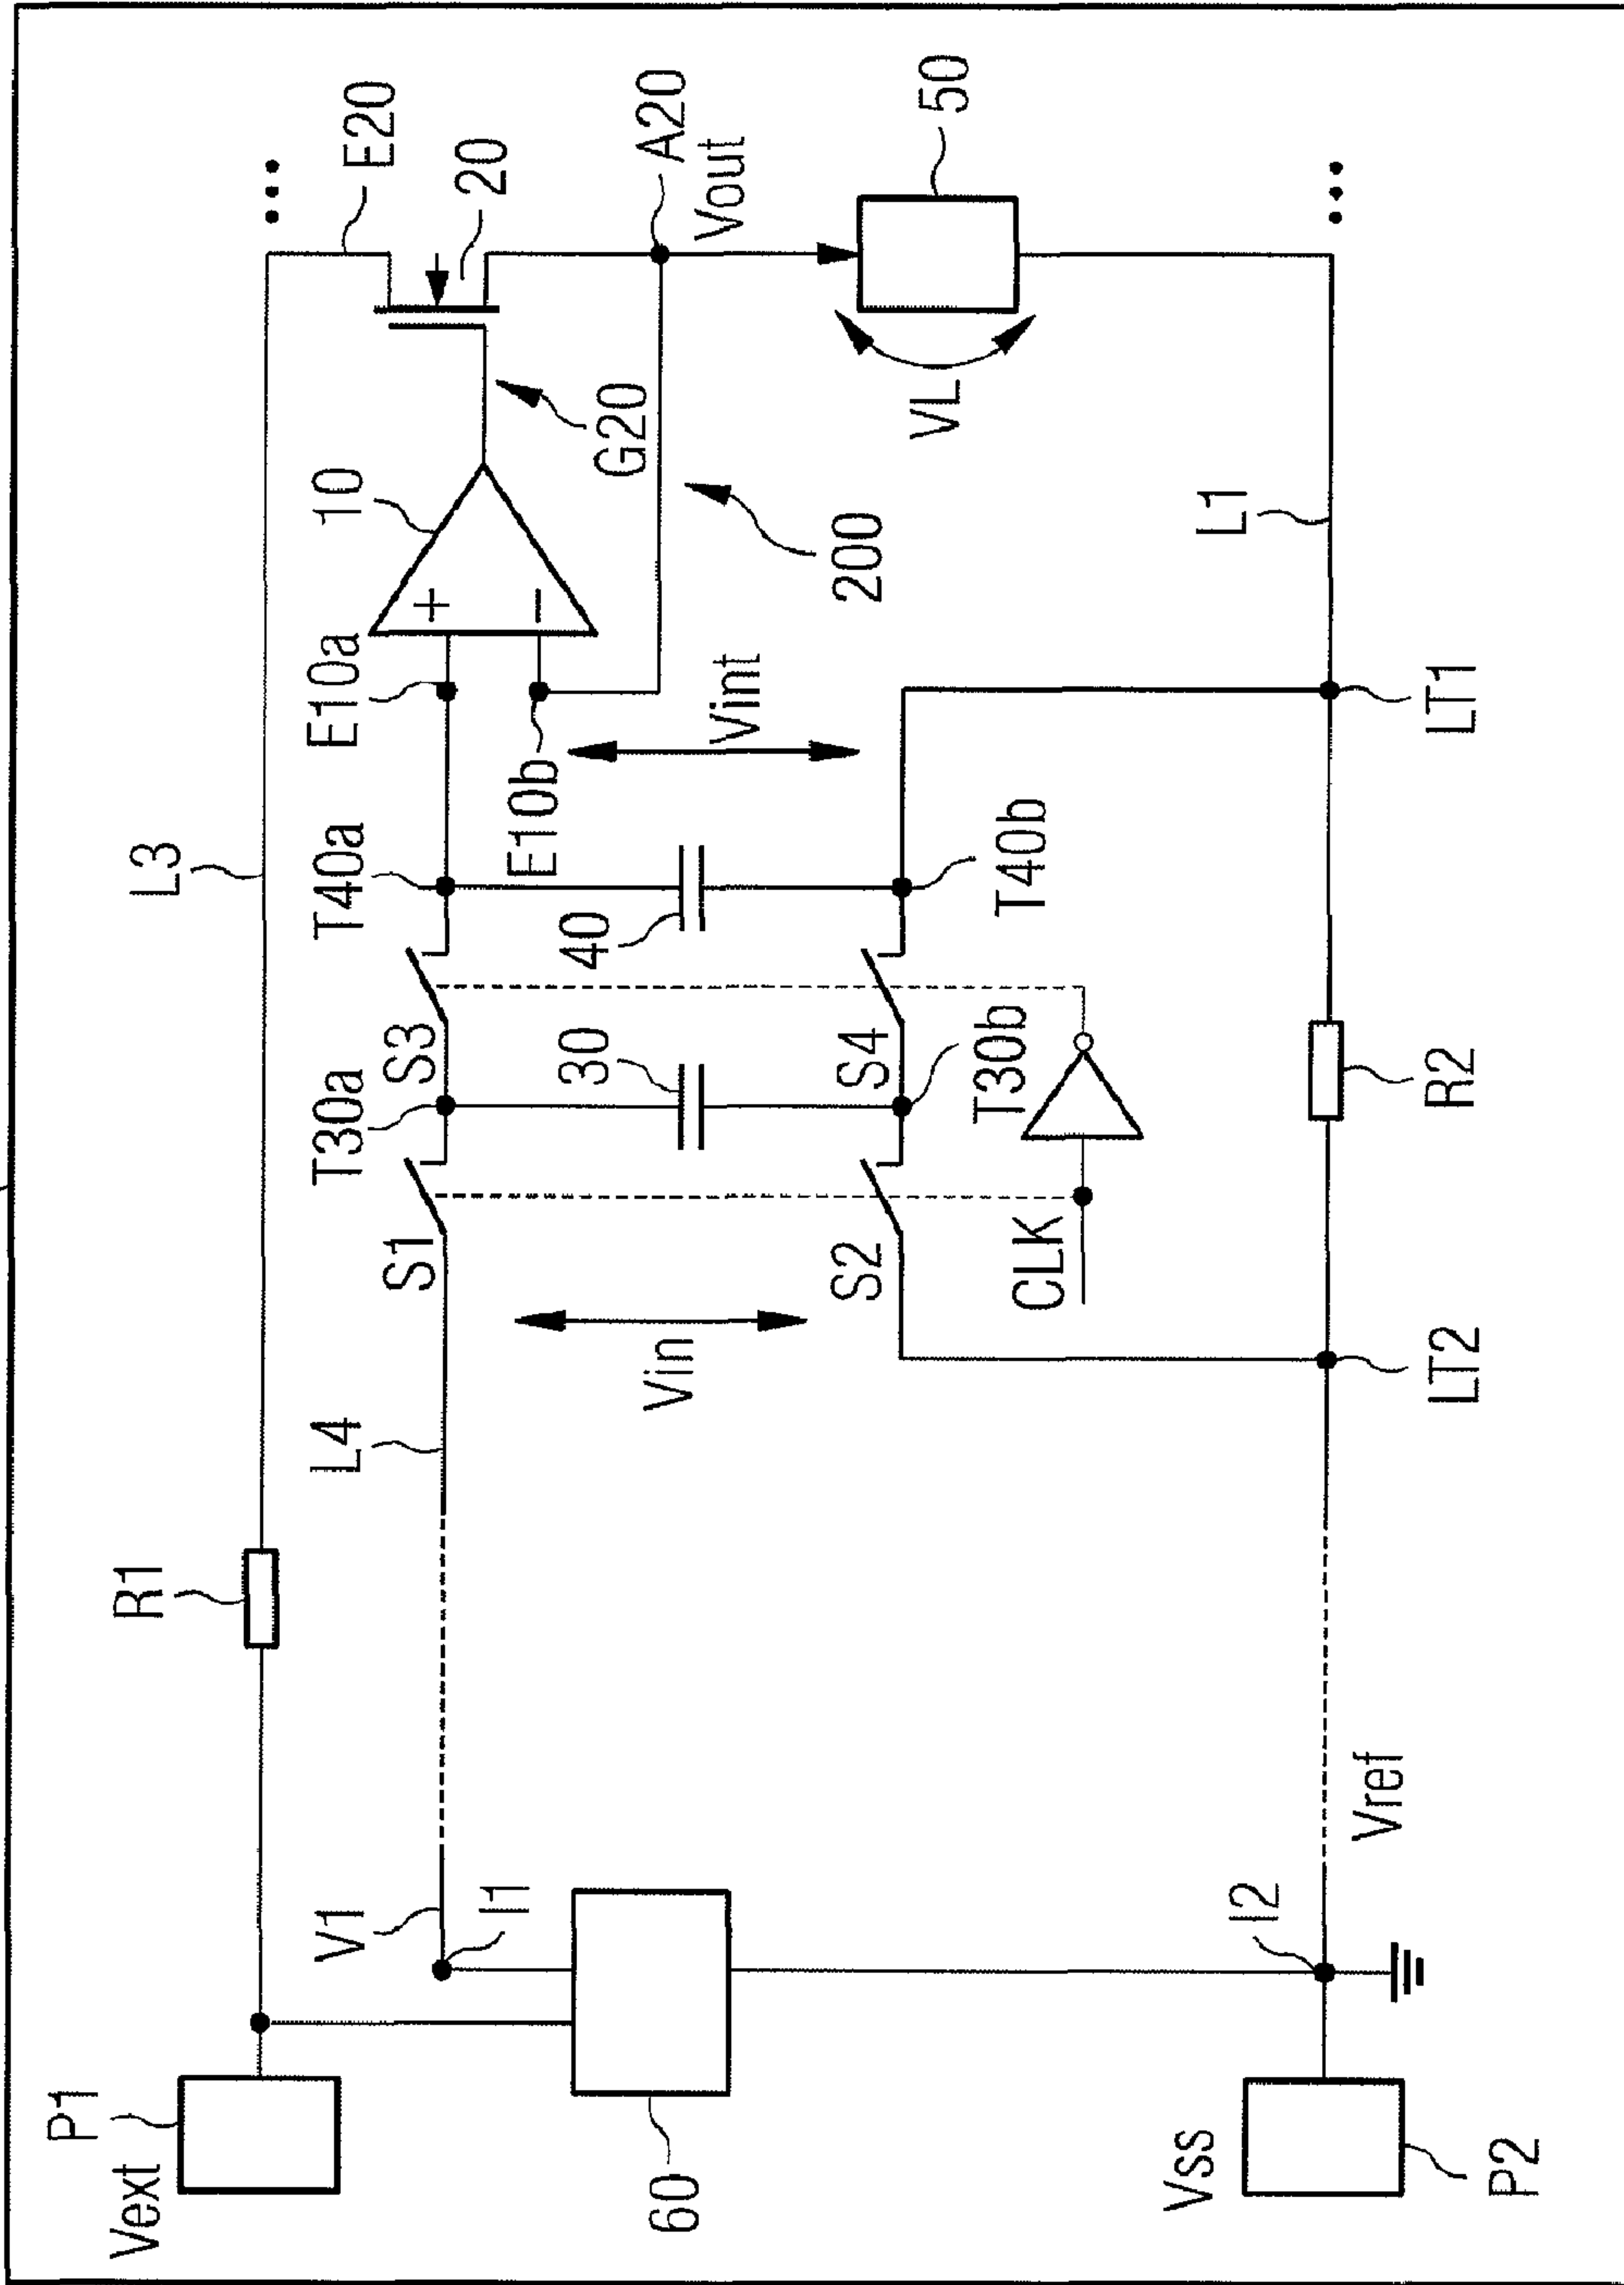 P1
Vext
R1
L3
E20
20
V1
I1
L4
S1
T30a
S3
T40a
E10a
10
G20
A20
Vout
60
Vin
30
40
E10b
Vint
200
VL
50
S2
S4
T30b
T40b
CLK
L1
Vss
P2
I2
Vref
LT2
R2
LT1